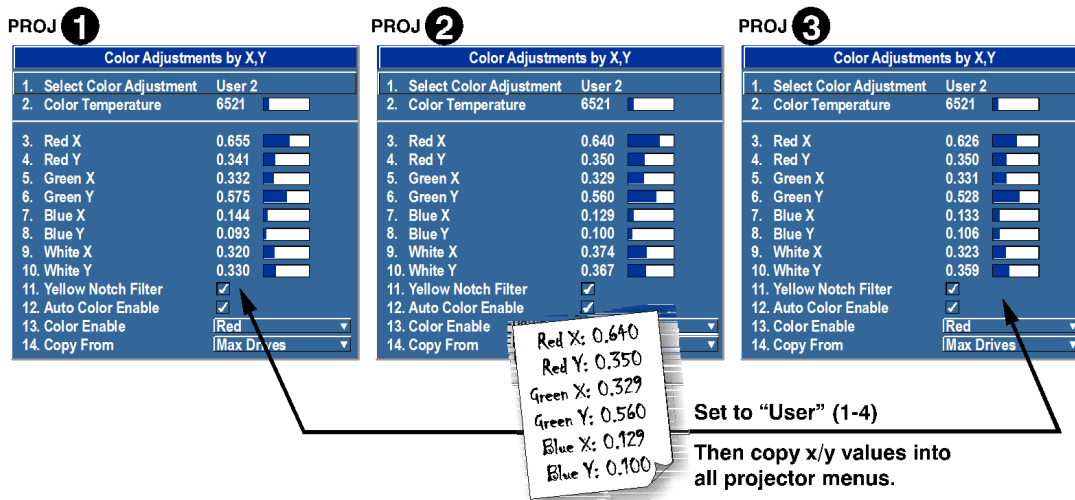 PROJ 1
Color Adjustments by X,Y
1. Select Color Adjustment User 2
2. Color Temperature 6521
3. Red X 0.655
4. Red Y 0.341
5. Green X 0.332
6. Green Y 0.575
7. Blue X 0.144
8. Blue Y 0.093
9. White X 0.320
10. White Y 0.330
11. Yellow Notch Filter
12. Auto Color Enable
13. Color Enable Red
14. Copy From Max Drives
PROJ 2
Color Adjustments by X,Y
1. Select Color Adjustment User 2
2. Color Temperature 6521
3. Red X 0.640
4. Red Y 0.350
5. Green X 0.329
6. Green Y 0.560
7. Blue X 0.129
8. Blue Y 0.100
9. White X 0.374
10. White Y 0.367
11. Yellow Notch Filter
12. Auto Color Enable
13. Color Enable
14. Copy From
PROJ 3
Color Adjustments by X,Y
1. Select Color Adjustment User 2
2. Color Temperature 6521
3. Red X 0.626
4. Red Y 0.350
5. Green X 0.331
6. Green Y 0.528
7. Blue X 0.133
8. Blue Y 0.106
9. White X 0.323
10. White Y 0.359
11. Yellow Notch Filter
12. Auto Color Enable
13. Color Enable Red
14. Copy From Max Drives
Red X: 0.640
Red Y: 0.350
Green X: 0.329
Green Y: 0.560
Blue X: 0.129
Blue Y: 0.100
Set to “User” (1-4)
Then copy x/y values into
all projector menus.